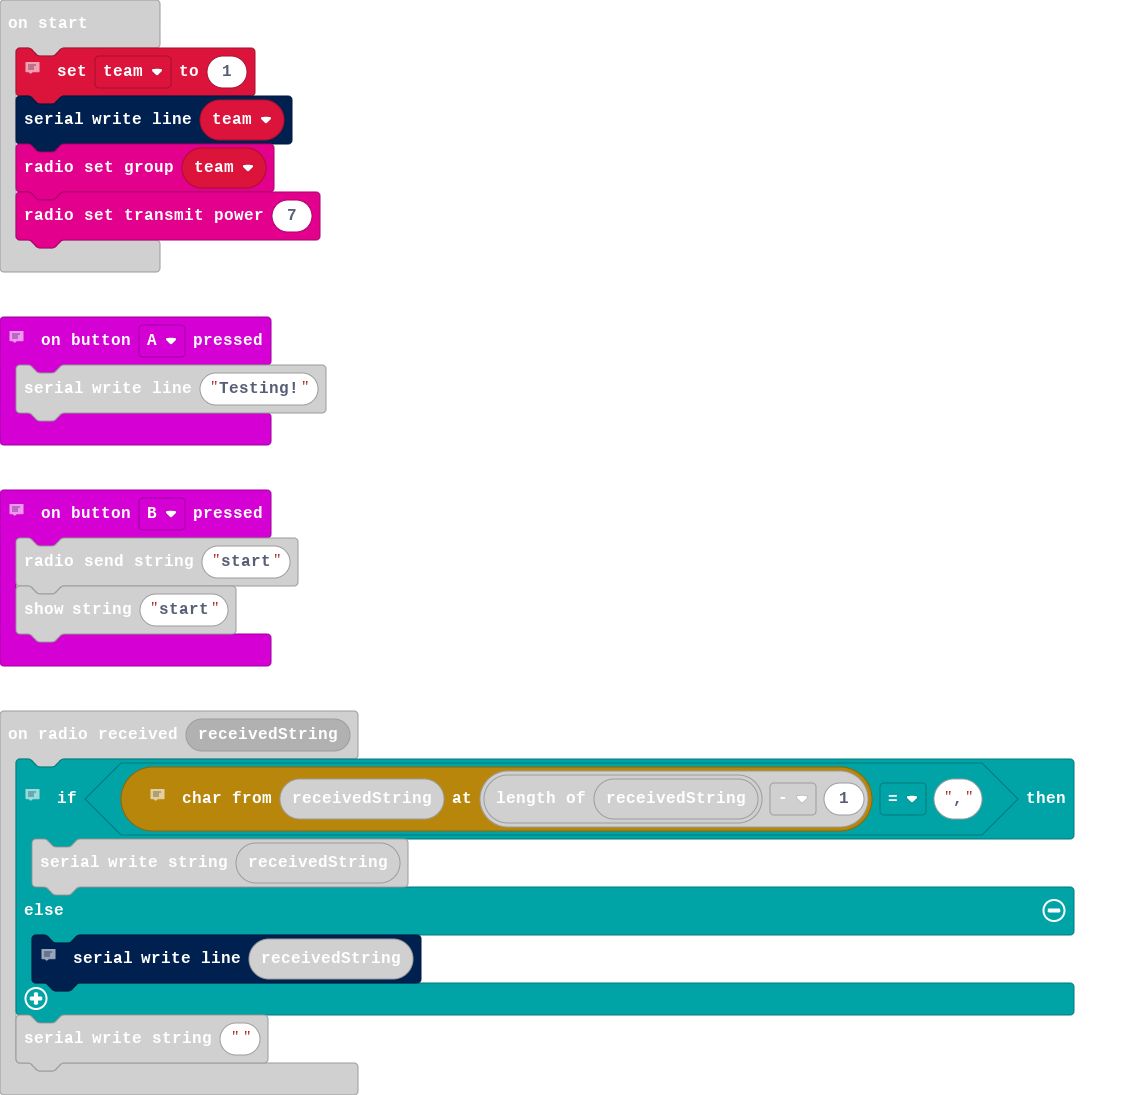 on start
set team to 1
serial write line team
radio set group team
radio set transmit power 7
on button A pressed
serial write line "Testing!"
on button B pressed
radio send string "start"
show string "start"
on radio received receivedString
if char from receivedString at length of receivedString - 1 = "," then
serial write string receivedString
else
serial write line receivedString
serial write string ""